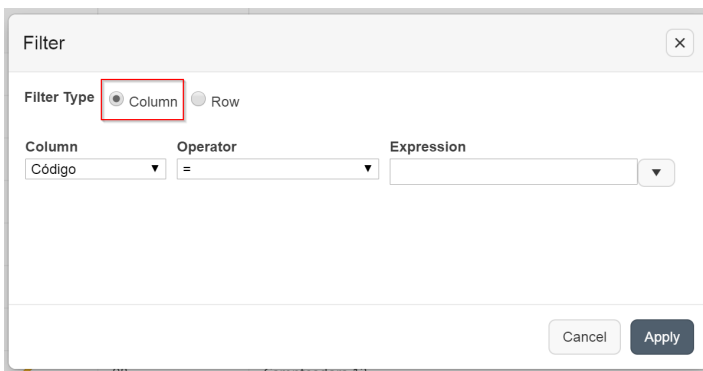 Filter
Filter Type Column Row
Column Operator Expression
Código =
Cancel Apply